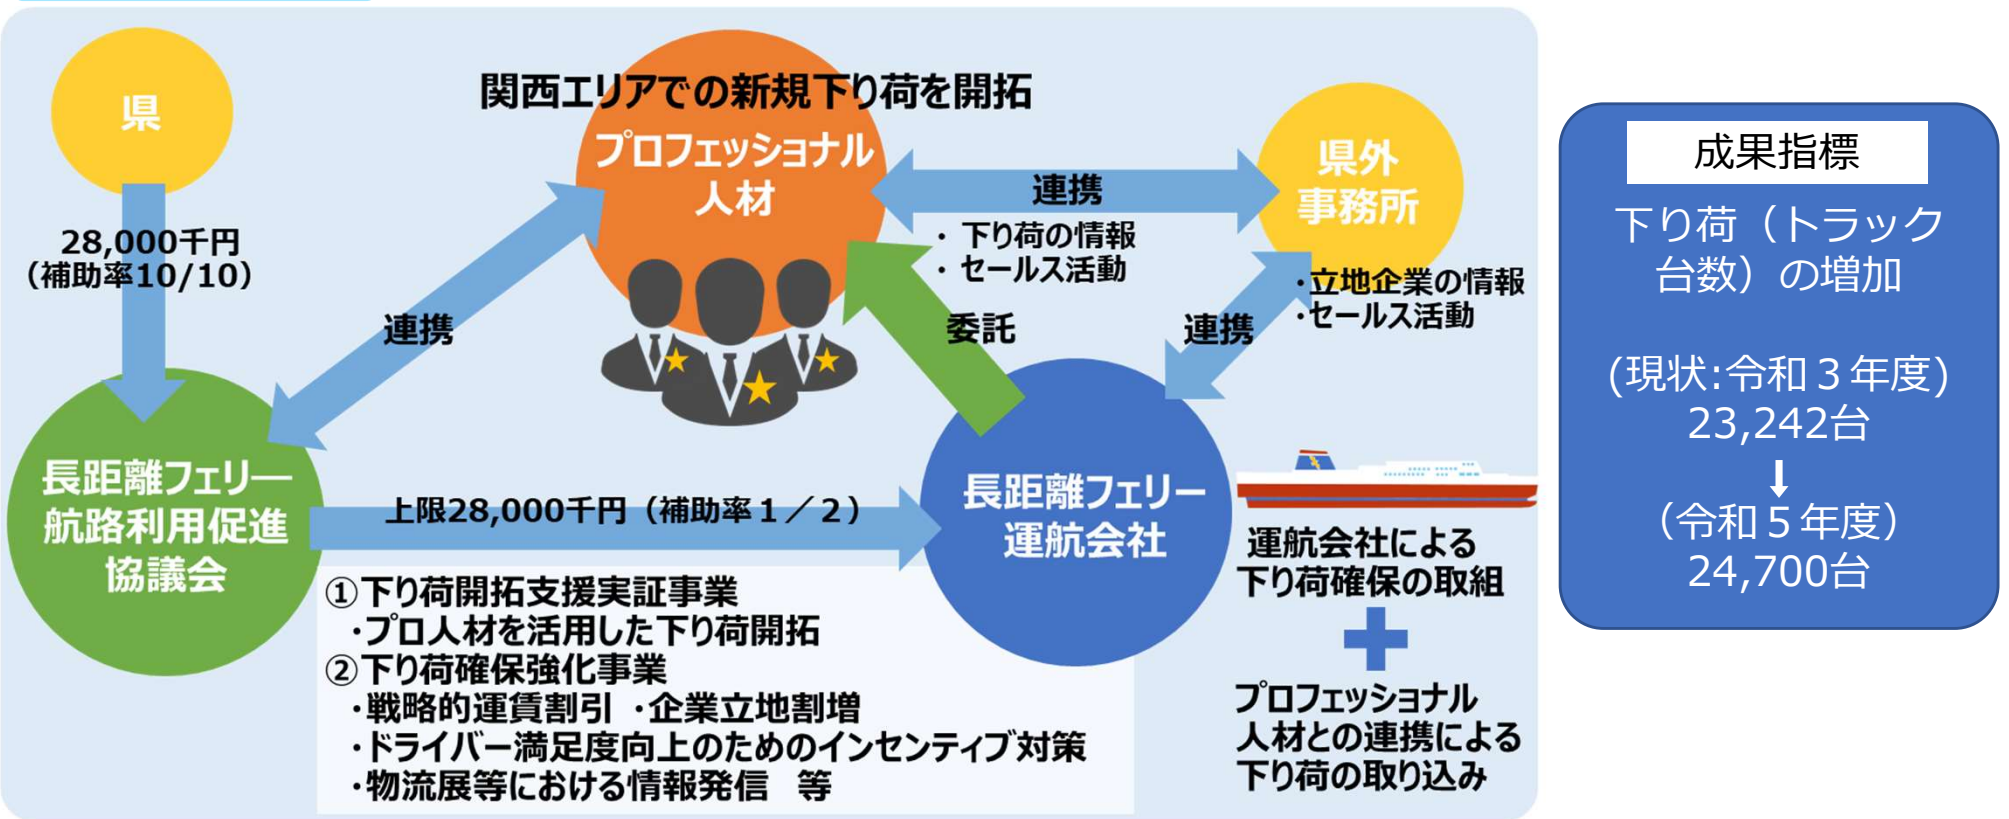 県
28,000千円
（補助率10/10）
関西エリアでの新規下り荷を開拓
プロフェッショナル
人材
連携
・ 下り荷の情報
・ セールス活動
県外
事務所
・立地企業の情報
・セールス活動
連携
委託
連携
長距離フェリー
航路利用促進
協議会
上限28,000千円（補助率１／２）
長距離フェリー
運航会社
①下り荷開拓支援実証事業
・プロ人材を活用した下り荷開拓
②下り荷確保強化事業
・戦略的運賃割引 ・企業立地割増
・ドライバー満足度向上のためのインセンティブ対策
・物流展等における情報発信　等
運航会社による
下り荷確保の取組
プロフェッショナル
人材との連携による
下り荷の取り込み
成果指標
下り荷（トラック
台数）の増加
(現状:令和３年度)
23,242台
（令和５年度）
24,700台